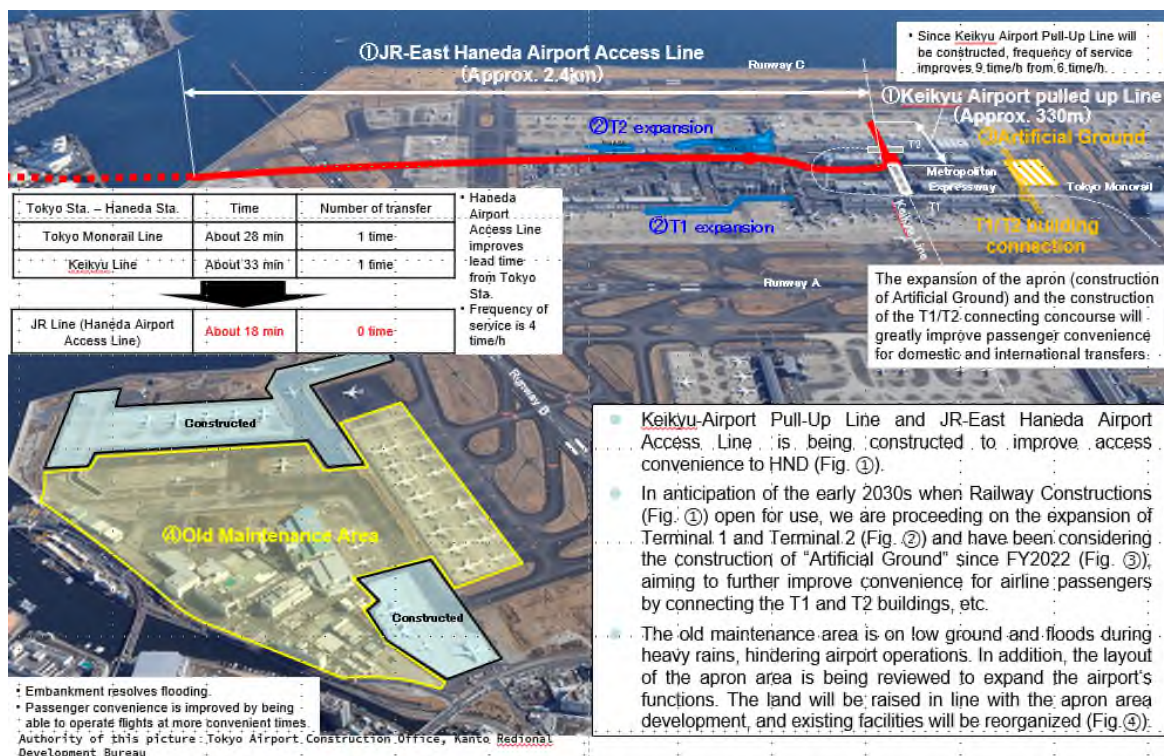 ①JR-East Haneda Airport Access Line
(Approx. 2.4km)
Runway C
• Since Keikyu Airport Pull-Up Line will
be constructed, frequency of service
improves 9 time/h from 6 time/h.
①Keikyu Airport pulled up Line
(Approx. 330m)
②T2 expansion
T2
③Artificial Ground
Metropolitan
Expressway
Tokyo Monorail
T1
Keikyu Line
②T1 expansion
T1/T2 building
connection
Runway A
Tokyo Sta. – Haneda Sta.
Time
Number of transfer
Tokyo Monorail Line
About 28 min
1 time
Keikyu Line
About 33 min
1 time
JR Line (Haneda Airport
Access Line)
About 18 min
0 time
• Haneda
Airport
Access Line
improves
lead time
from Tokyo
Sta.
• Frequency of
service is 4
time/h
The expansion of the apron (construction
of Artificial Ground) and the construction
of the T1/T2 connecting concourse will
greatly improve passenger convenience
for domestic and international transfers.
Runway B
Constructed
④Old Maintenance Area
Constructed
Keikyu-Airport Pull-Up Line and JR-East Haneda Airport
Access Line is being constructed to improve access
convenience to HND (Fig. ①).
In anticipation of the early 2030s when Railway Constructions
(Fig. ①) open for use, we are proceeding on the expansion of
Terminal 1 and Terminal 2 (Fig. ②) and have been considering
the construction of "Artificial Ground" since FY2022 (Fig. ③),
aiming to further improve convenience for airline passengers
by connecting the T1 and T2 buildings, etc.
The old maintenance area is on low ground and floods during
heavy rains, hindering airport operations. In addition, the layout
of the apron area is being reviewed to expand the airport's
functions. The land will be raised in line with the apron area
development, and existing facilities will be reorganized (Fig.④).
• Embankment resolves flooding.
• Passenger convenience is improved by being
able to operate flights at more convenient times.
Authority of this picture：Tokyo Airport Construction Office, Kanto Regional
Development Bureau